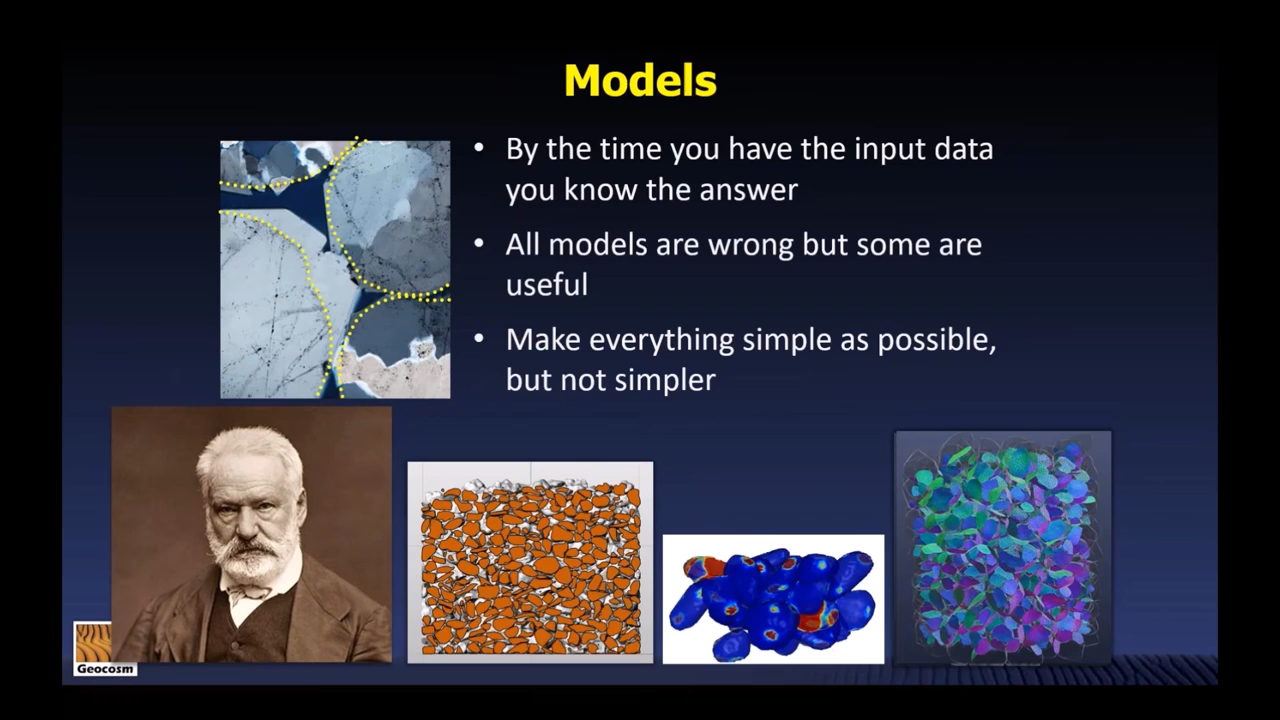 Models
• By the time you have the input data
you know the answer
• All models are wrong but some are
useful
• Make everything simple as possible,
but not simpler
Geocosm